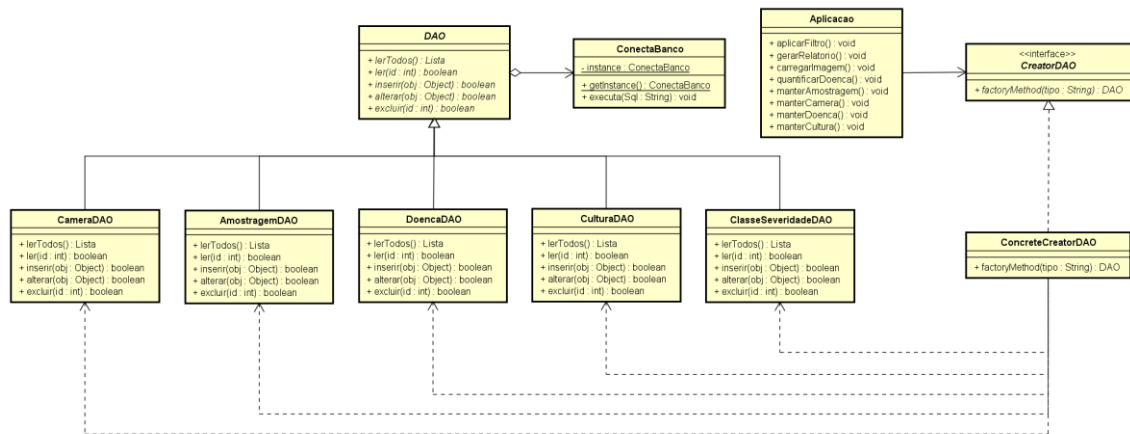 DAO
+ lerTodos() : Lista
+ ler(id : int) : boolean
+ inserir(obj : Object) : boolean
+ alterar(obj : Object) : boolean
+ excluir(id : int) : boolean
ConectaBanco
- instance : ConectaBanco
+ getInstance() : ConectaBanco
+ executa(Sql : String) : void
Aplicacao
+ aplicarFiltro() : void
+ gerarRelatorio() : void
+ carregarImagem() : void
+ quantificarDoenca() : void
+ manterAmostragem() : void
+ manterCamera() : void
+ manterDoenca() : void
+ manterCultura() : void
<<interface>>
CreatorDAO
+ factoryMethod(tipo : String) : DAO
CameraDAO
+ lerTodos() : Lista
+ ler(id : int) : boolean
+ inserir(obj : Object) : boolean
+ alterar(obj : Object) : boolean
+ excluir(id : int) : boolean
AmostragemDAO
+ lerTodos() : Lista
+ ler(id : int) : boolean
+ inserir(obj : Object) : boolean
+ alterar(obj : Object) : boolean
+ excluir(id : int) : boolean
DoencaDAO
+ lerTodos() : Lista
+ ler(id : int) : boolean
+ inserir(obj : Object) : boolean
+ alterar(obj : Object) : boolean
+ excluir(id : int) : boolean
CulturaDAO
+ lerTodos() : Lista
+ ler(id : int) : boolean
+ inserir(obj : Object) : boolean
+ alterar(obj : Object) : boolean
+ excluir(id : int) : boolean
ClasseSeveridadeDAO
+ lerTodos() : Lista
+ ler(id : int) : boolean
+ inserir(obj : Object) : boolean
+ alterar(obj : Object) : boolean
+ excluir(id : int) : boolean
ConcreteCreatorDAO
+ factoryMethod(tipo : String) : DAO